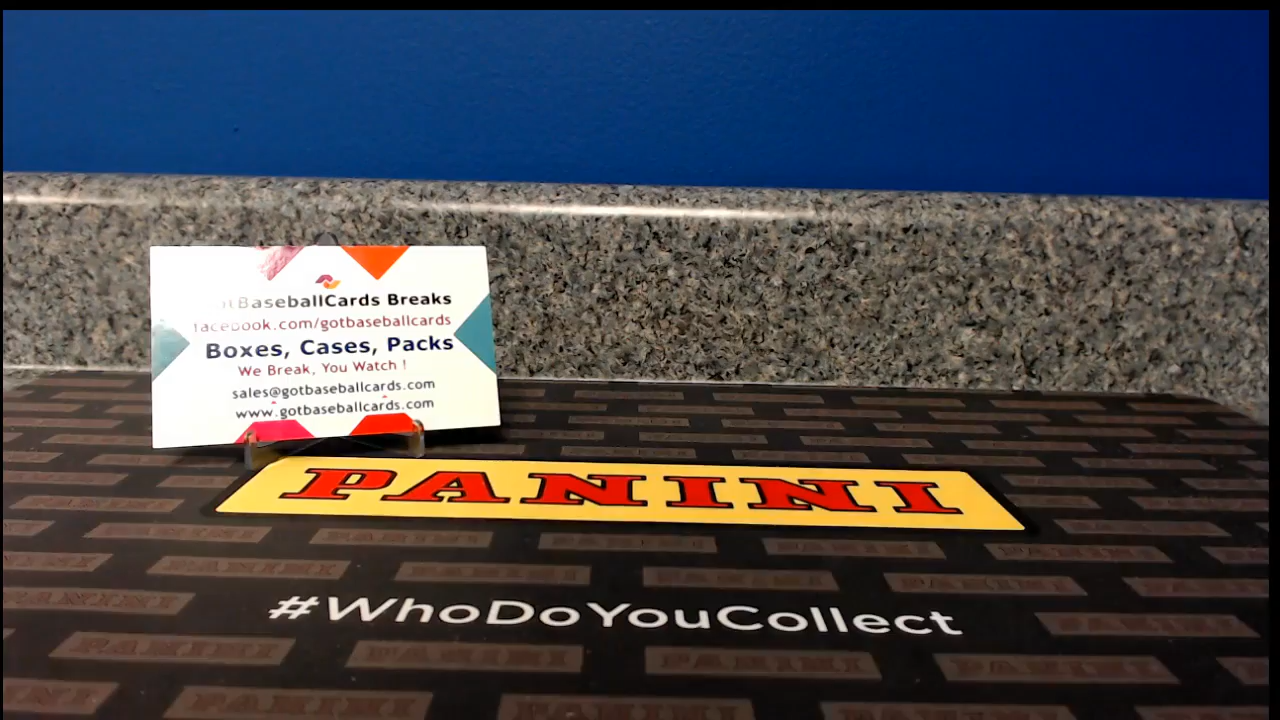 GotBaseballCards Breaks
facebook.com/gotbaseballcards
Boxes, Cases, Packs
We Break, You Watch !
sales@gotbaseballcards.com
www.gotbaseballcards.com
PANINI
#WhoDoYouCollect